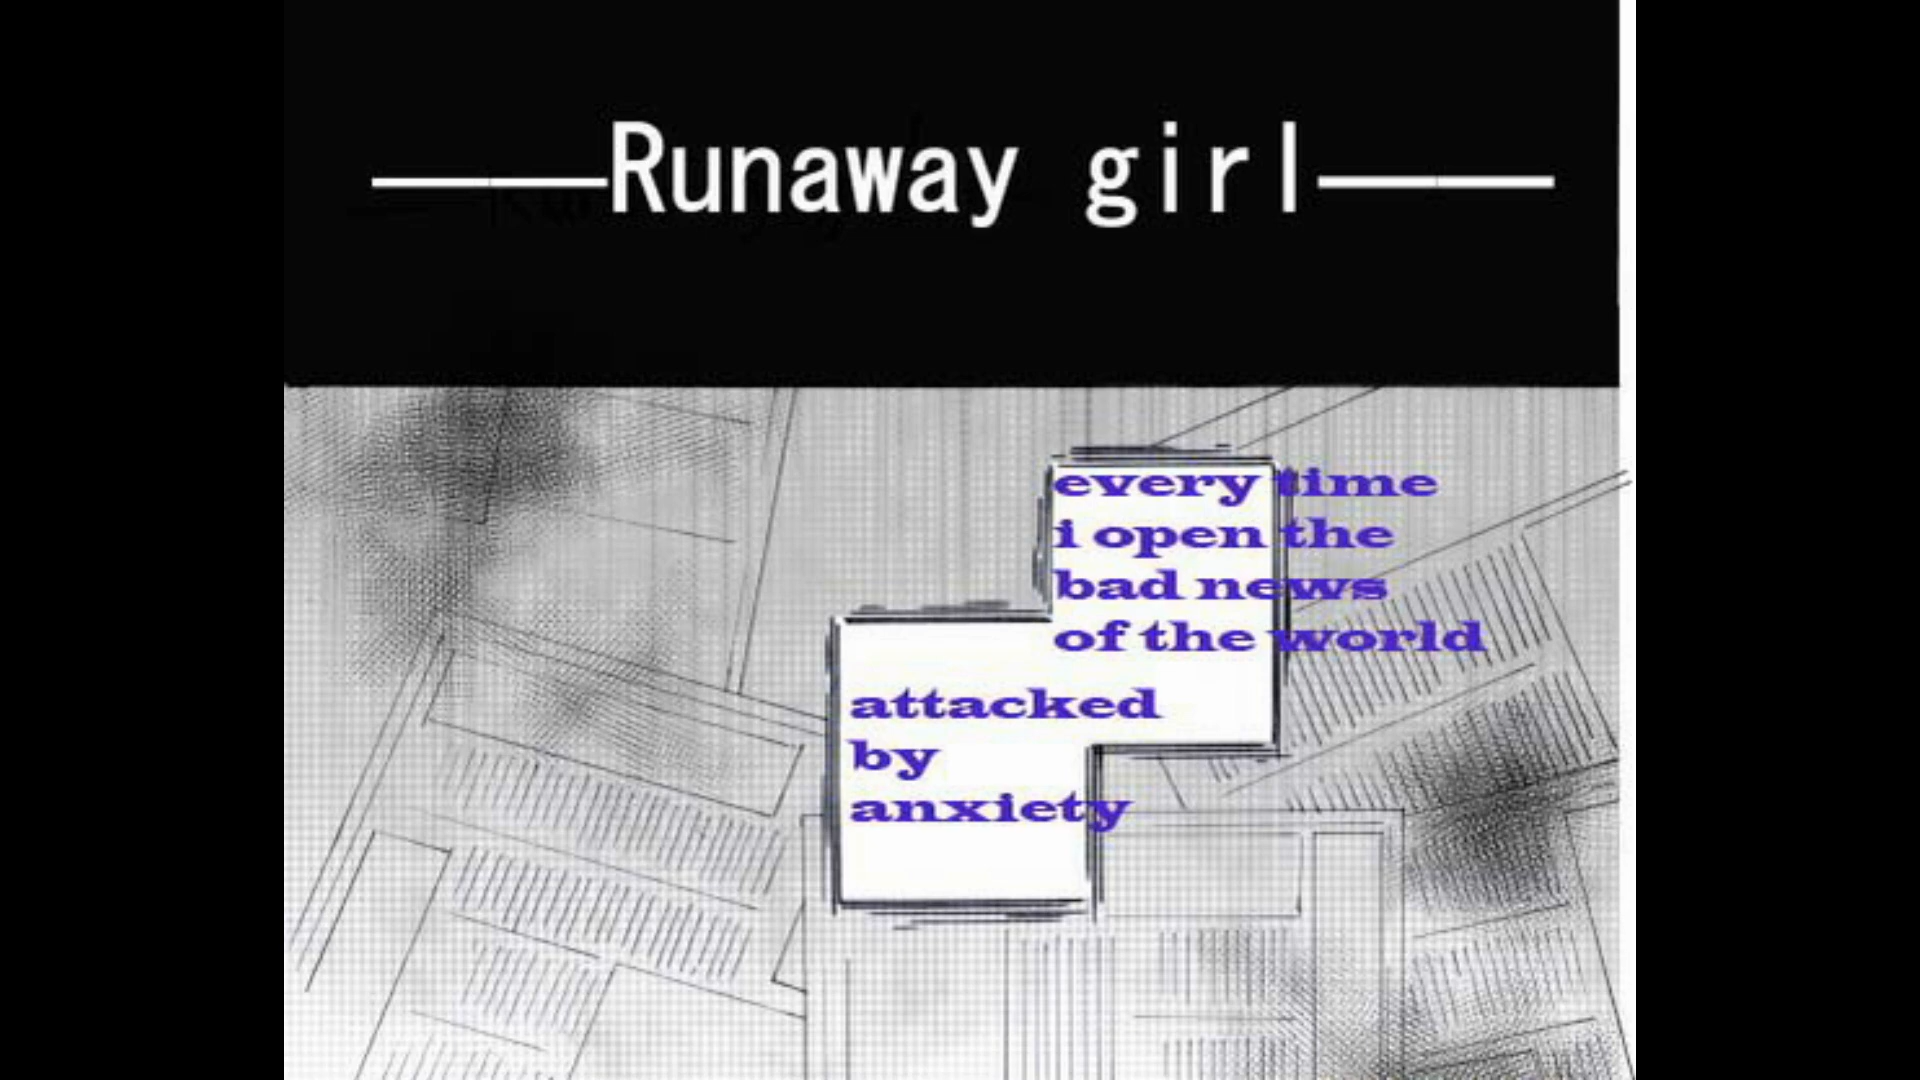 ——Runaway girl——
every time
i open the
bad news
of the world
attacked
by
anxiety